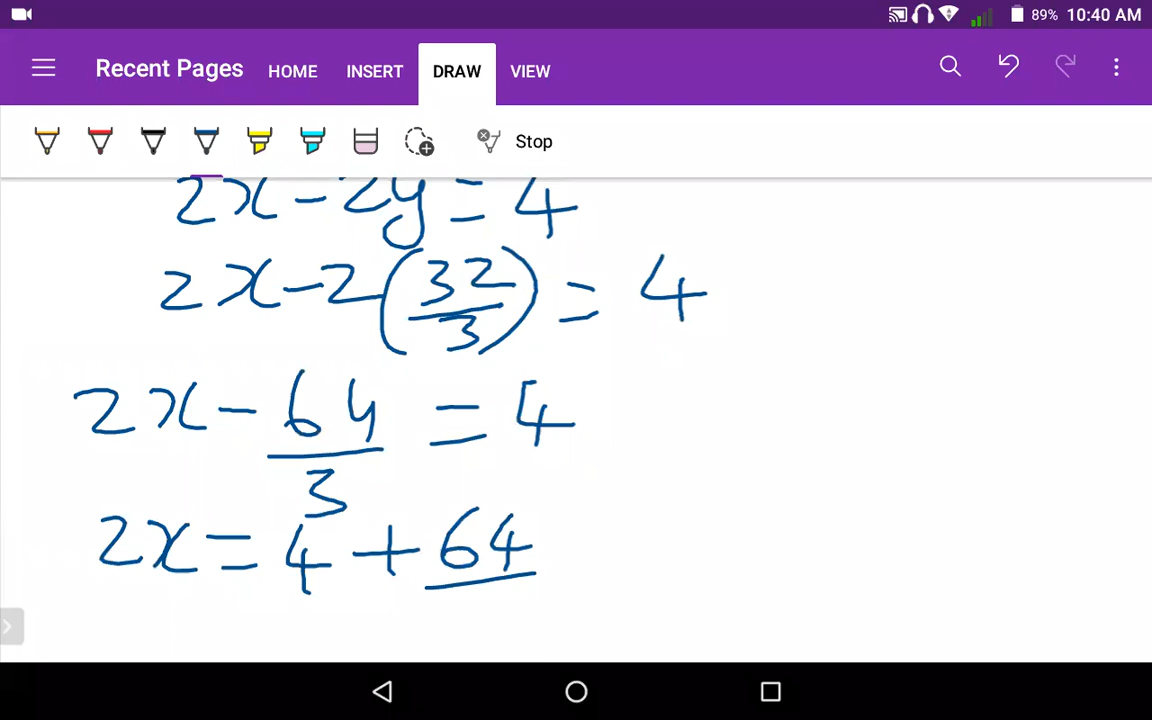 89% 10:40 AM
Recent Pages HOME INSERT DRAW VIEW
Stop
2x - 2y = 4
2x - 2(32/3) = 4
2x - 64/3 = 4
2x = 4 + 64